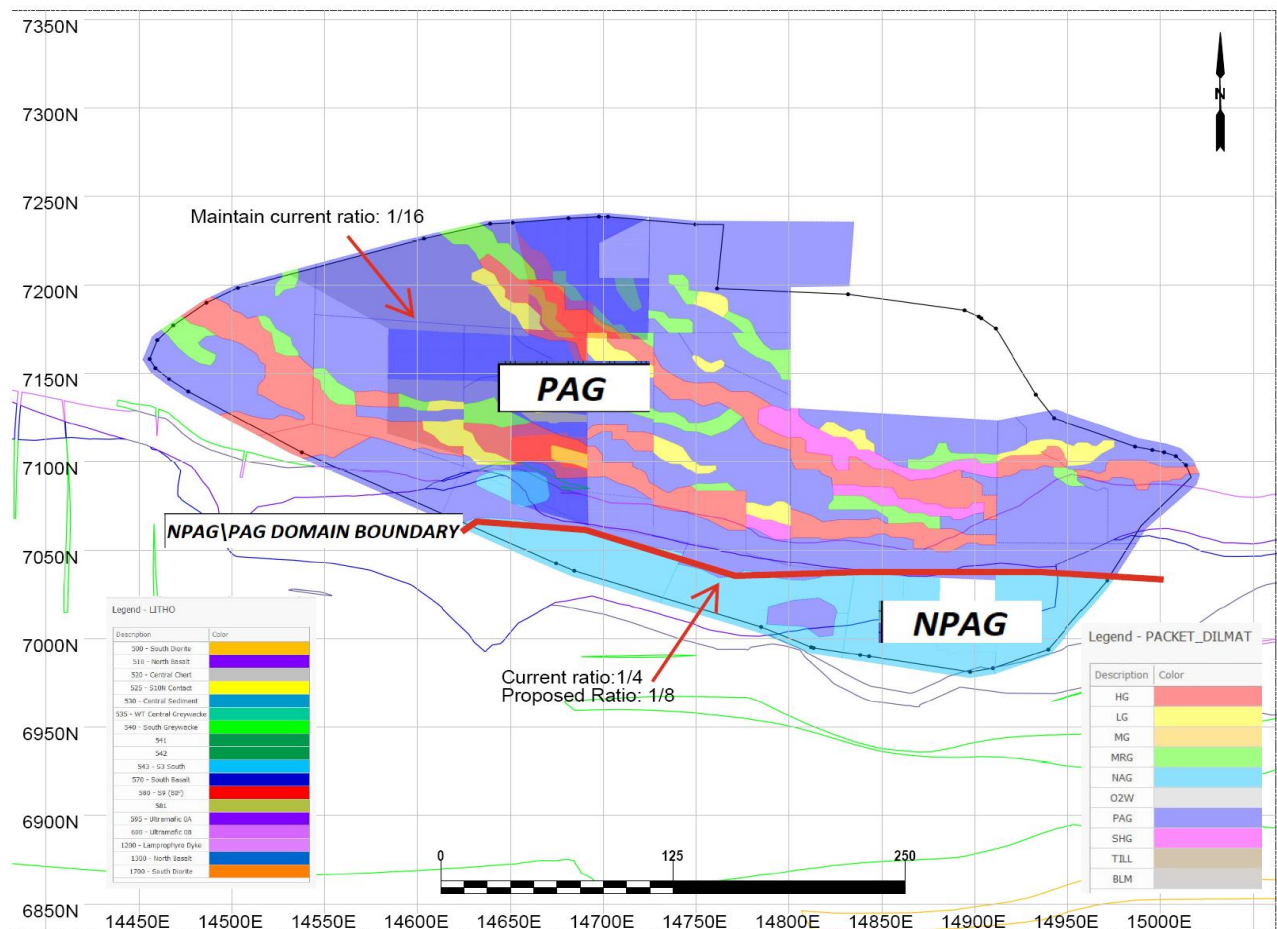 7350N
7300N
N
7250N
Maintain current ratio: 1/16
7200N
7150N
PAG
7100N
NPAG\PAG DOMAIN BOUNDARY
7050N
7000N
NPAG
Current ratio:1/4
Proposed Ratio: 1/8
6950N
6900N
6850N
Legend - LITHO
Description Color
500 - South Diorite
510 - North Basalt
520 - Central Chert
525 - S10N Contact
530 - Central Sediment
535 - WT Central Greywacke
540 - South Greywacke
541
542
543 - S3 South
570 - South Basalt
580 - S9 (BIF)
581
595 - Ultramafic 0A
600 - Ultramafic 0B
1200 - Lamprophyre Dyke
1300 - North Basalt
1700 - South Diorite
Legend - PACKET_DILMAT
Description Color
HG
LG
MG
MRG
NAG
O2W
PAG
SHG
TILL
BLM
0 125 250
14450E 14500E 14550E 14600E 14650E 14700E 14750E 14800E 14850E 14900E 14950E 15000E